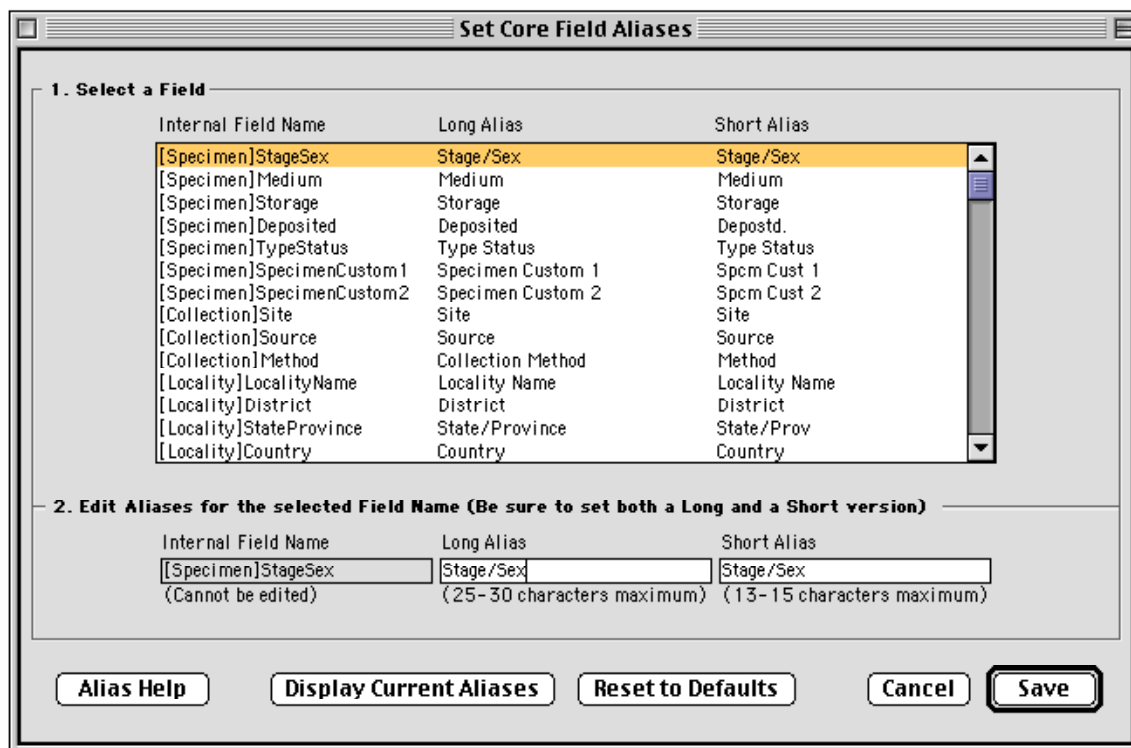 Set Core Field Aliases
1. Select a Field
Internal Field Name Long Alias Short Alias
[Specimen]StageSex Stage/Sex Stage/Sex
[Specimen]Medium Medium Medium
[Specimen]Storage Storage Storage
[Specimen]Deposited Deposited Depostd.
[Specimen]TypeStatus Type Status Type Status
[Specimen]SpecimenCustom1 Specimen Custom 1 Spcm Cust 1
[Specimen]SpecimenCustom2 Specimen Custom 2 Spcm Cust 2
[Collection]Site Site Site
[Collection]Source Source Source
[Collection]Method Collection Method Method
[Locality]LocalityName Locality Name Locality Name
[Locality]District District District
[Locality]StateProvince State/Province State/Prov
[Locality]Country Country Country
2. Edit Aliases for the selected Field Name (Be sure to set both a Long and a Short version)
Internal Field Name Long Alias Short Alias
[Specimen]StageSex Stage/Sex Stage/Sex
(Cannot be edited) (25-30 characters maximum) (13-15 characters maximum)
Alias Help Display Current Aliases Reset to Defaults Cancel Save